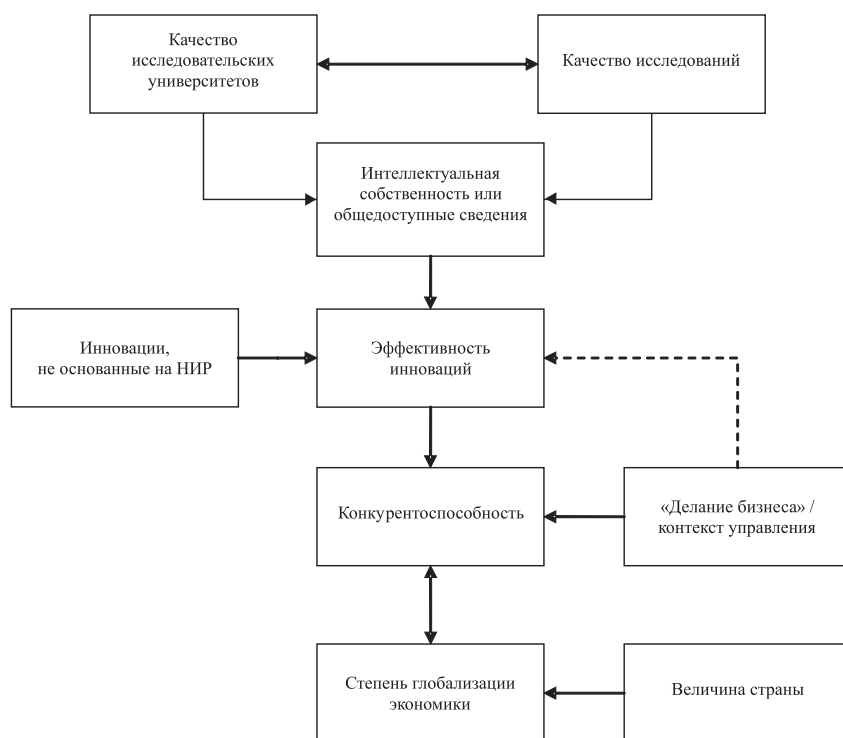 Качество
исследовательских
университетов
Качество исследований
Интеллектуальная
собственность или
общедоступные сведения
Инновации,
не основанные на НИР
Эффективность
инноваций
Конкурентоспособность
«Делание бизнеса» /
контекст управления
Степень глобализации
экономики
Величина страны